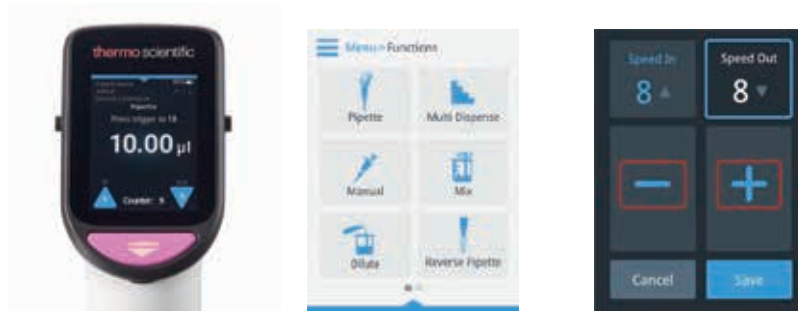 thermo scientific
Pipette
Press trigger to fill
10.00 µl
Counter:
Menu > Functions
Pipette
Multi Dispense
Manual
Mix
Dilute
Reverse Pipette
Speed In
Speed Out
8
8
Cancel
Save